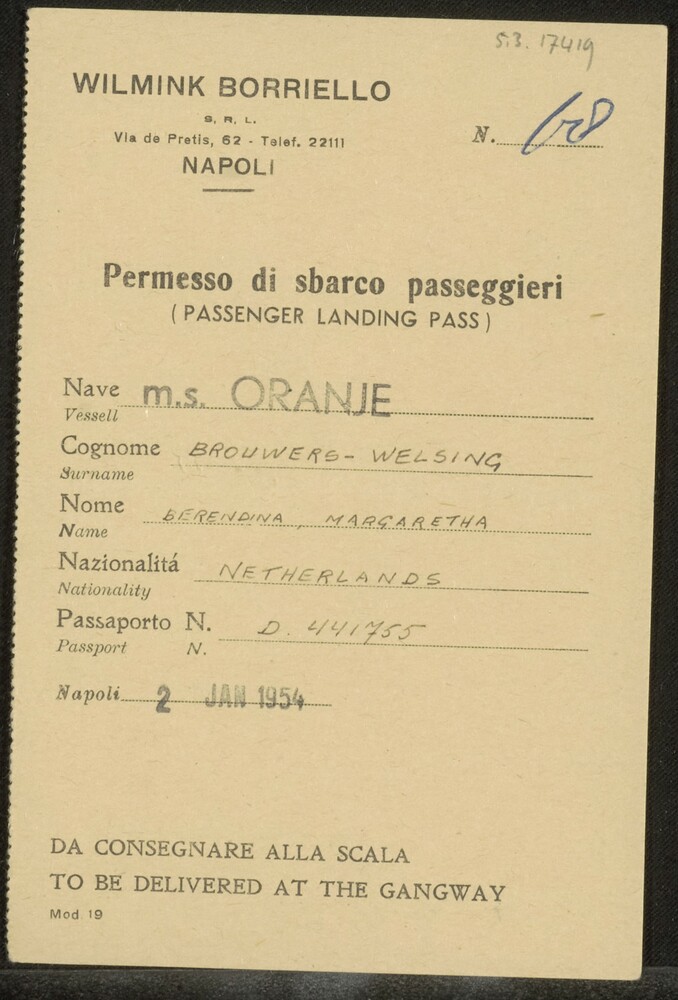 5.3. 17419
WILMINK BORRIELLO
S. R. L.
Via de Pretis, 62 - Telef. 22111
NAPOLI
N. 68
Permesso di sbarco passeggieri
(PASSENGER LANDING PASS)
Nave m.s. ORANJE
Vessell
Cognome BROUWERS-WELSING
Surname
Nome BERENDINA, MARGARETHA
Name
Nazionalitá NETHERLANDS
Nationality
Passaporto N. D. 441755
Passport N.
Napoli 2 JAN 1954
DA CONSEGNARE ALLA SCALA
TO BE DELIVERED AT THE GANGWAY
Mod. 19